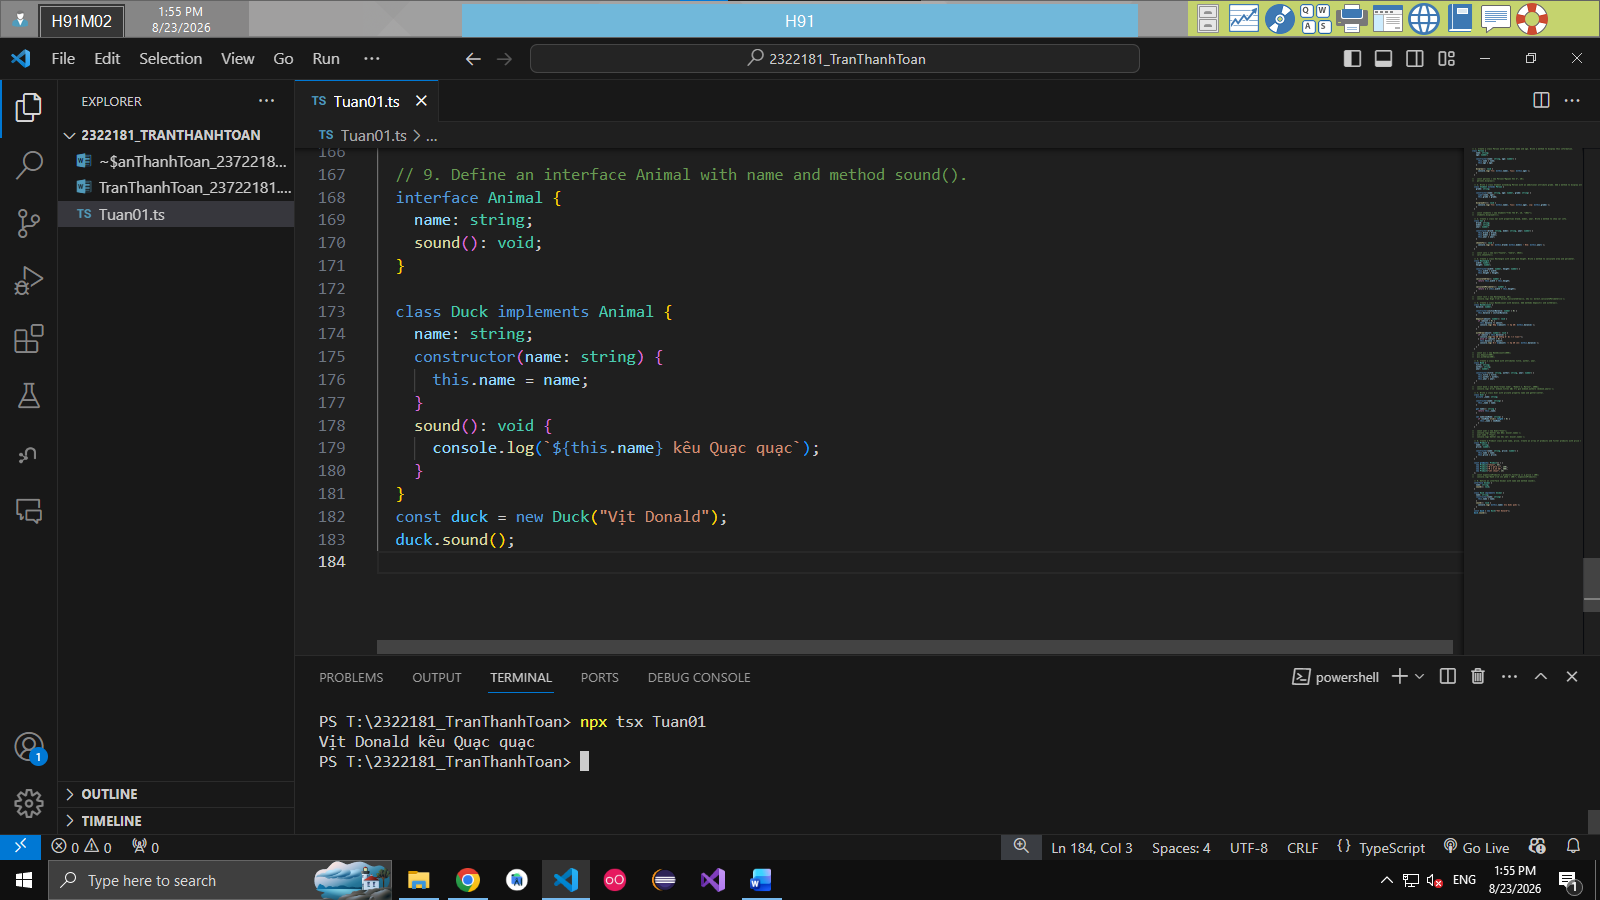 H91M02
1:55 PM
8/23/2026
H91
Q W
A S
File Edit Selection View Go Run ···
2322181_TranThanhToan
EXPLORER
TS Tuan01.ts
2322181_TRANTHANHTOAN
TS Tuan01.ts > ...
~$anThanhToan_2372218...
TranThanhToan_23722181....
TS Tuan01.ts
166
167 // 9. Define an interface Animal with name and method sound().
168 interface Animal {
169 name: string;
170 sound(): void;
171 }
172
173 class Duck implements Animal {
174 name: string;
175 constructor(name: string) {
176 this.name = name;
177 }
178 sound(): void {
179 console.log(`${this.name} kêu Quạc quạc`);
180 }
181 }
182 const duck = new Duck("Vịt Donald");
183 duck.sound();
184
PROBLEMS OUTPUT TERMINAL PORTS DEBUG CONSOLE
powershell
PS T:\2322181_TranThanhToan> npx tsx Tuan01
Vịt Donald kêu Quạc quạc
PS T:\2322181_TranThanhToan>
1
OUTLINE
TIMELINE
0 0 0
Ln 184, Col 3 Spaces: 4 UTF-8 CRLF {} TypeScript Go Live
Type here to search
ENG
1:55 PM
8/23/2026
1